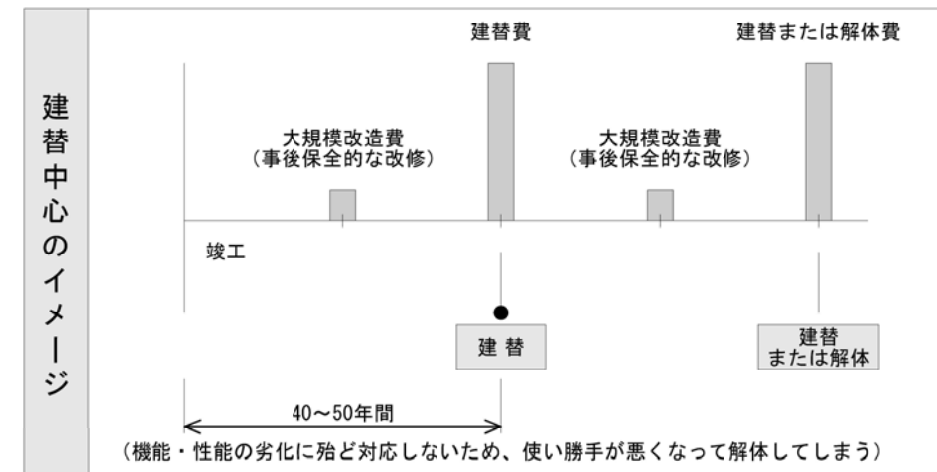 建替中心のイメージ
建替費
建替または解体費
大規模改造費
（事後保全的な改修）
大規模改造費
（事後保全的な改修）
竣工
建 替
建替
または解体
40～50年間
（機能・性能の劣化に殆ど対応しないため、使い勝手が悪くなって解体してしまう）